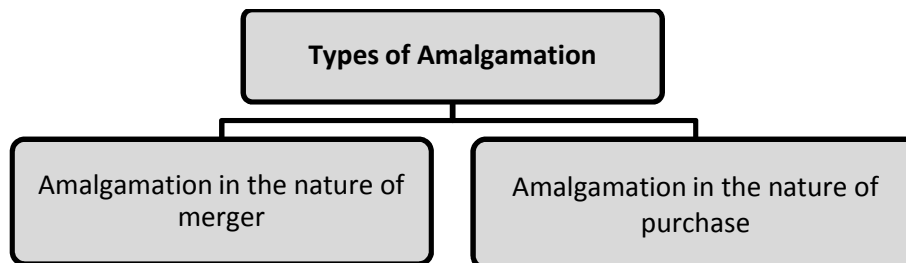 Types of Amalgamation
Amalgamation in the nature of
merger
Amalgamation in the nature of
purchase